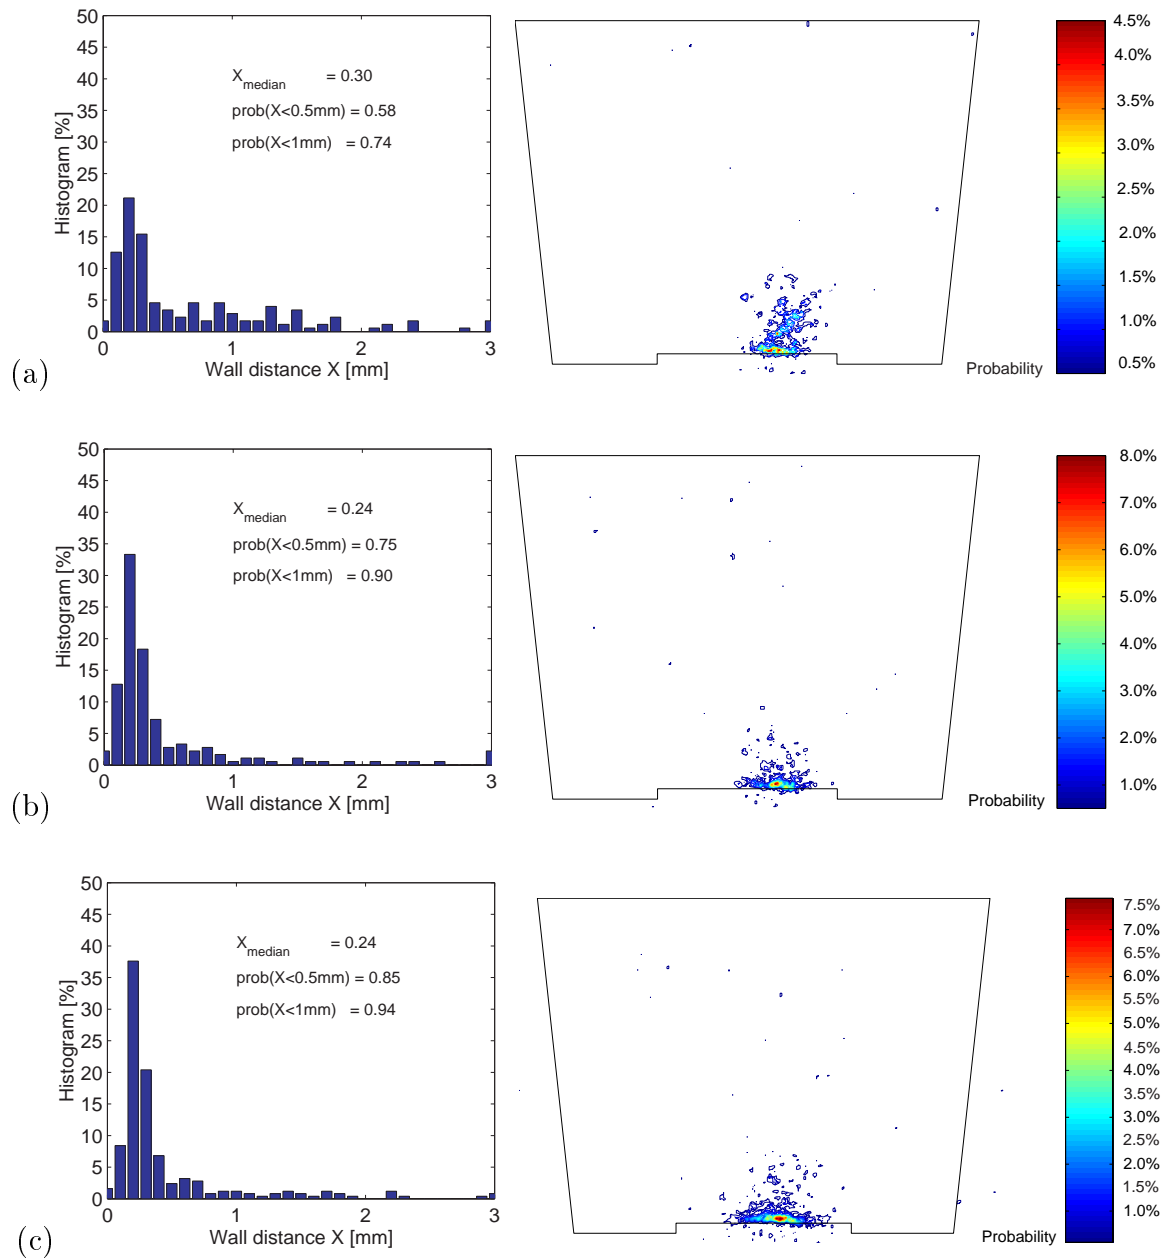 50
45
40
35
30
25
20
15
10
5
0
Histogram [%]
X_median = 0.30
prob(X<0.5mm) = 0.58
prob(X<1mm) = 0.74
0 1 2 3
Wall distance X [mm]
(a)
4.5%
4.0%
3.5%
3.0%
2.5%
2.0%
1.5%
1.0%
0.5%
Probability
50
45
40
35
30
25
20
15
10
5
0
Histogram [%]
X_median = 0.24
prob(X<0.5mm) = 0.75
prob(X<1mm) = 0.90
0 1 2 3
Wall distance X [mm]
(b)
8.0%
7.0%
6.0%
5.0%
4.0%
3.0%
2.0%
1.0%
Probability
50
45
40
35
30
25
20
15
10
5
0
Histogram [%]
X_median = 0.24
prob(X<0.5mm) = 0.85
prob(X<1mm) = 0.94
0 1 2 3
Wall distance X [mm]
(c)
7.5%
7.0%
6.0%
5.5%
5.0%
4.5%
4.0%
3.0%
2.5%
2.0%
1.0%
Probability